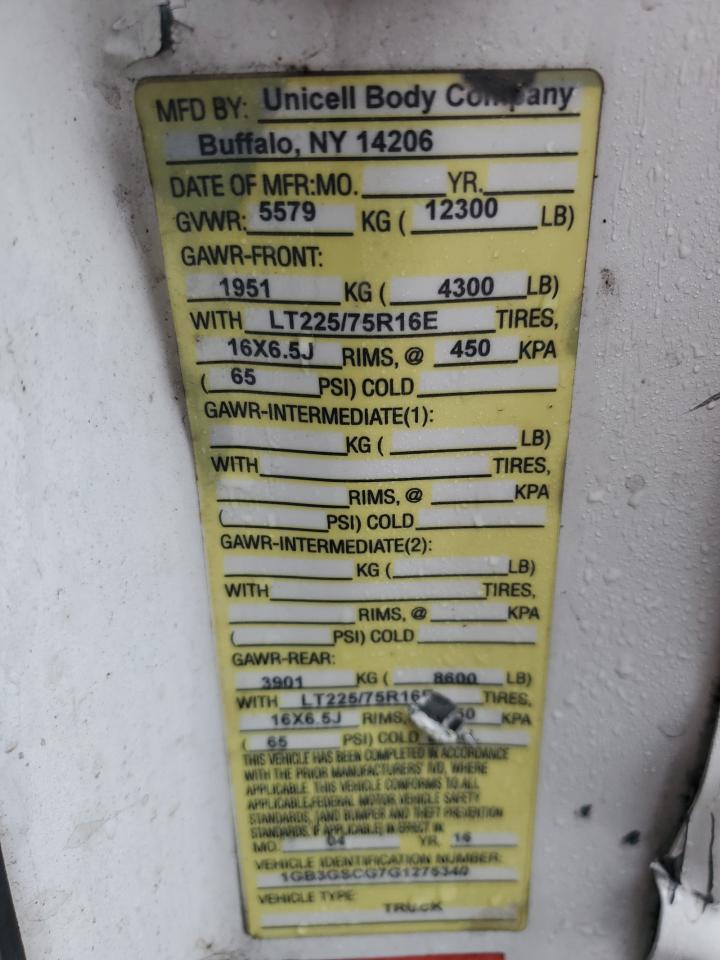 MFD BY: Unicell Body Company
Buffalo, NY 14206
DATE OF MFR:MO. YR.
GVWR: 5579 KG ( 12300 LB)
GAWR-FRONT:
1951 KG ( 4300 LB)
WITH LT225/75R16E TIRES,
16X6.5J RIMS, @ 450 KPA
( 65 PSI) COLD
GAWR-INTERMEDIATE(1):
KG ( LB)
WITH TIRES,
RIMS, @ KPA
( PSI) COLD
GAWR-INTERMEDIATE(2):
KG ( LB)
WITH TIRES,
RIMS, @ KPA
( PSI) COLD
GAWR-REAR:
3901 KG ( 8600 LB)
WITH LT225/75R16 TIRES,
16X6.5J RIMS, 50 KPA
( 65 PSI) COLD
THIS VEHICLE HAS BEEN COMPLETED IN ACCORDANCE
WITH THE PRIOR MANUFACTURERS' IVD, WHERE
APPLICABLE. THIS VEHICLE CONFORMS TO ALL
APPLICABLE,FEDERAL MOTOR VEHICLE SAFETY
STANDARDS, [AND BUMPER AND THEFT PREVENTION
STANDARDS, IF APPLICABLE] IN EFFECT IN:
MO. 04 YR. 16
VEHICLE IDENTIFICATION NUMBER:
1GB3GSCG7G1275340
VEHICLE TYPE:
TRUCK